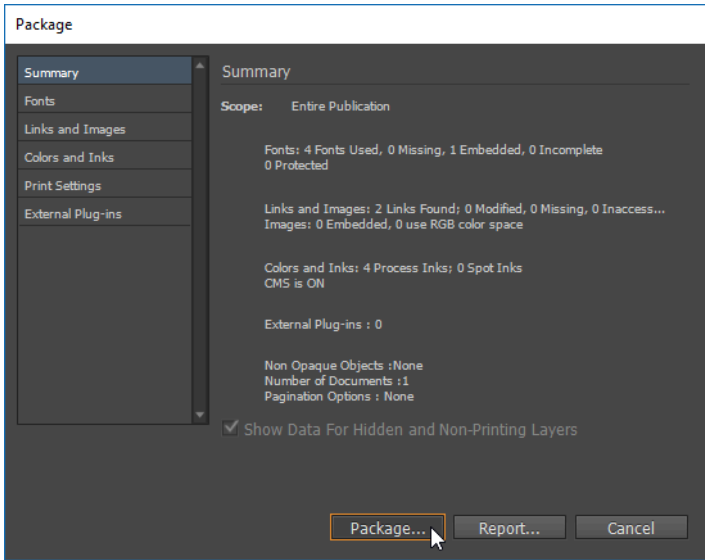 Package
Summary
Fonts
Links and Images
Colors and Inks
Print Settings
External Plug-ins
Summary
Scope: Entire Publication
Fonts: 4 Fonts Used, 0 Missing, 1 Embedded, 0 Incomplete
0 Protected
Links and Images: 2 Links Found; 0 Modified, 0 Missing, 0 Inaccess...
Images: 0 Embedded, 0 use RGB color space
Colors and Inks: 4 Process Inks; 0 Spot Inks
CMS is ON
External Plug-ins : 0
Non Opaque Objects :None
Number of Documents :1
Pagination Options : None
Show Data For Hidden and Non-Printing Layers
Package... Report... Cancel